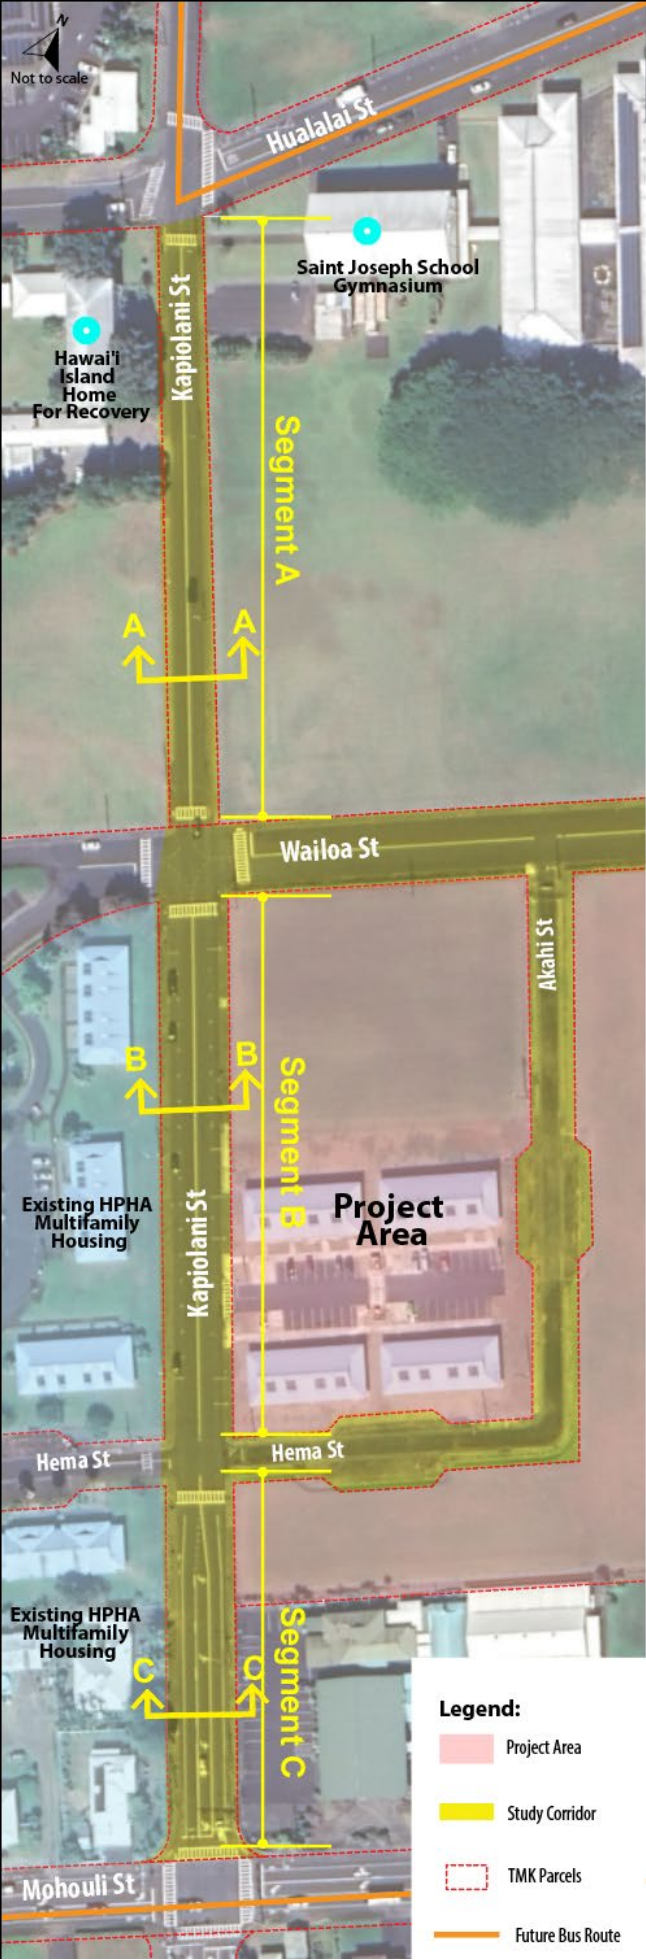 N
Not to scale
Hualalai St
Saint Joseph School
Gymnasium
Kapiolani St
Hawai'i
Island
Home
For Recovery
Segment A
A
A
Wailoa St
Akahi St
B
B
Segment B
Existing HPHA
Multifamily
Housing
Kapiolani St
Project
Area
Hema St
Hema St
Existing HPHA
Multifamily
Housing
C
C
Segment C
Mohouli St
Legend:
Project Area
Study Corridor
TMK Parcels
Future Bus Route